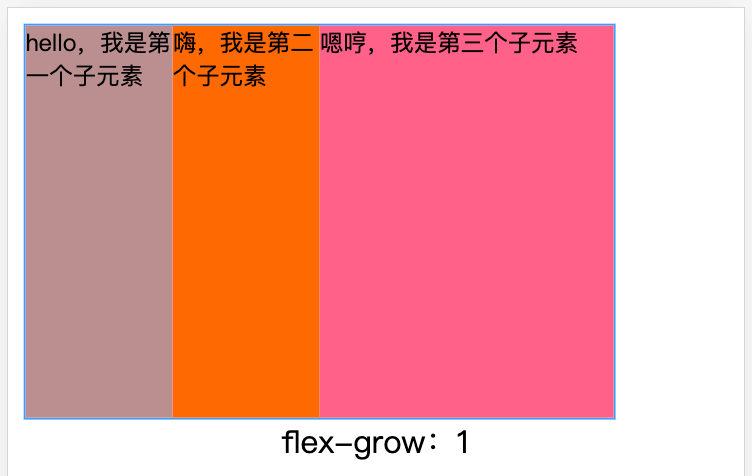 hello，我是第
一个子元素
嗨，我是第二
个子元素
嗯哼，我是第三个子元素
flex-grow：1